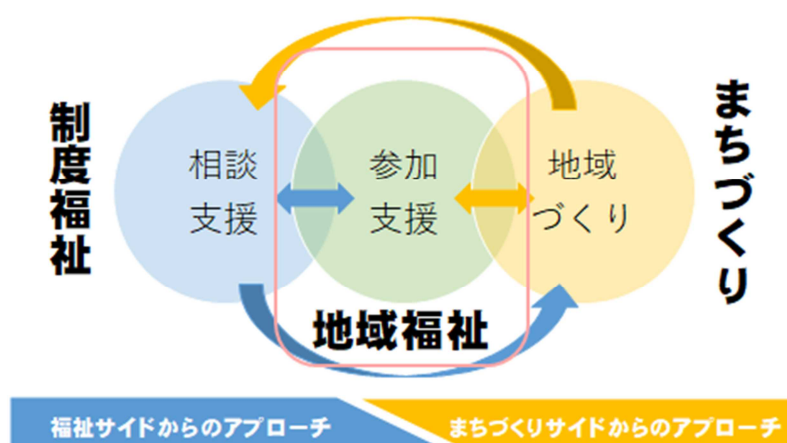 制度福祉
相談
支援
参加
支援
地域
づくり
まちづくり
地域福祉
福祉サイドからのアプローチ
まちづくりサイドからのアプローチ